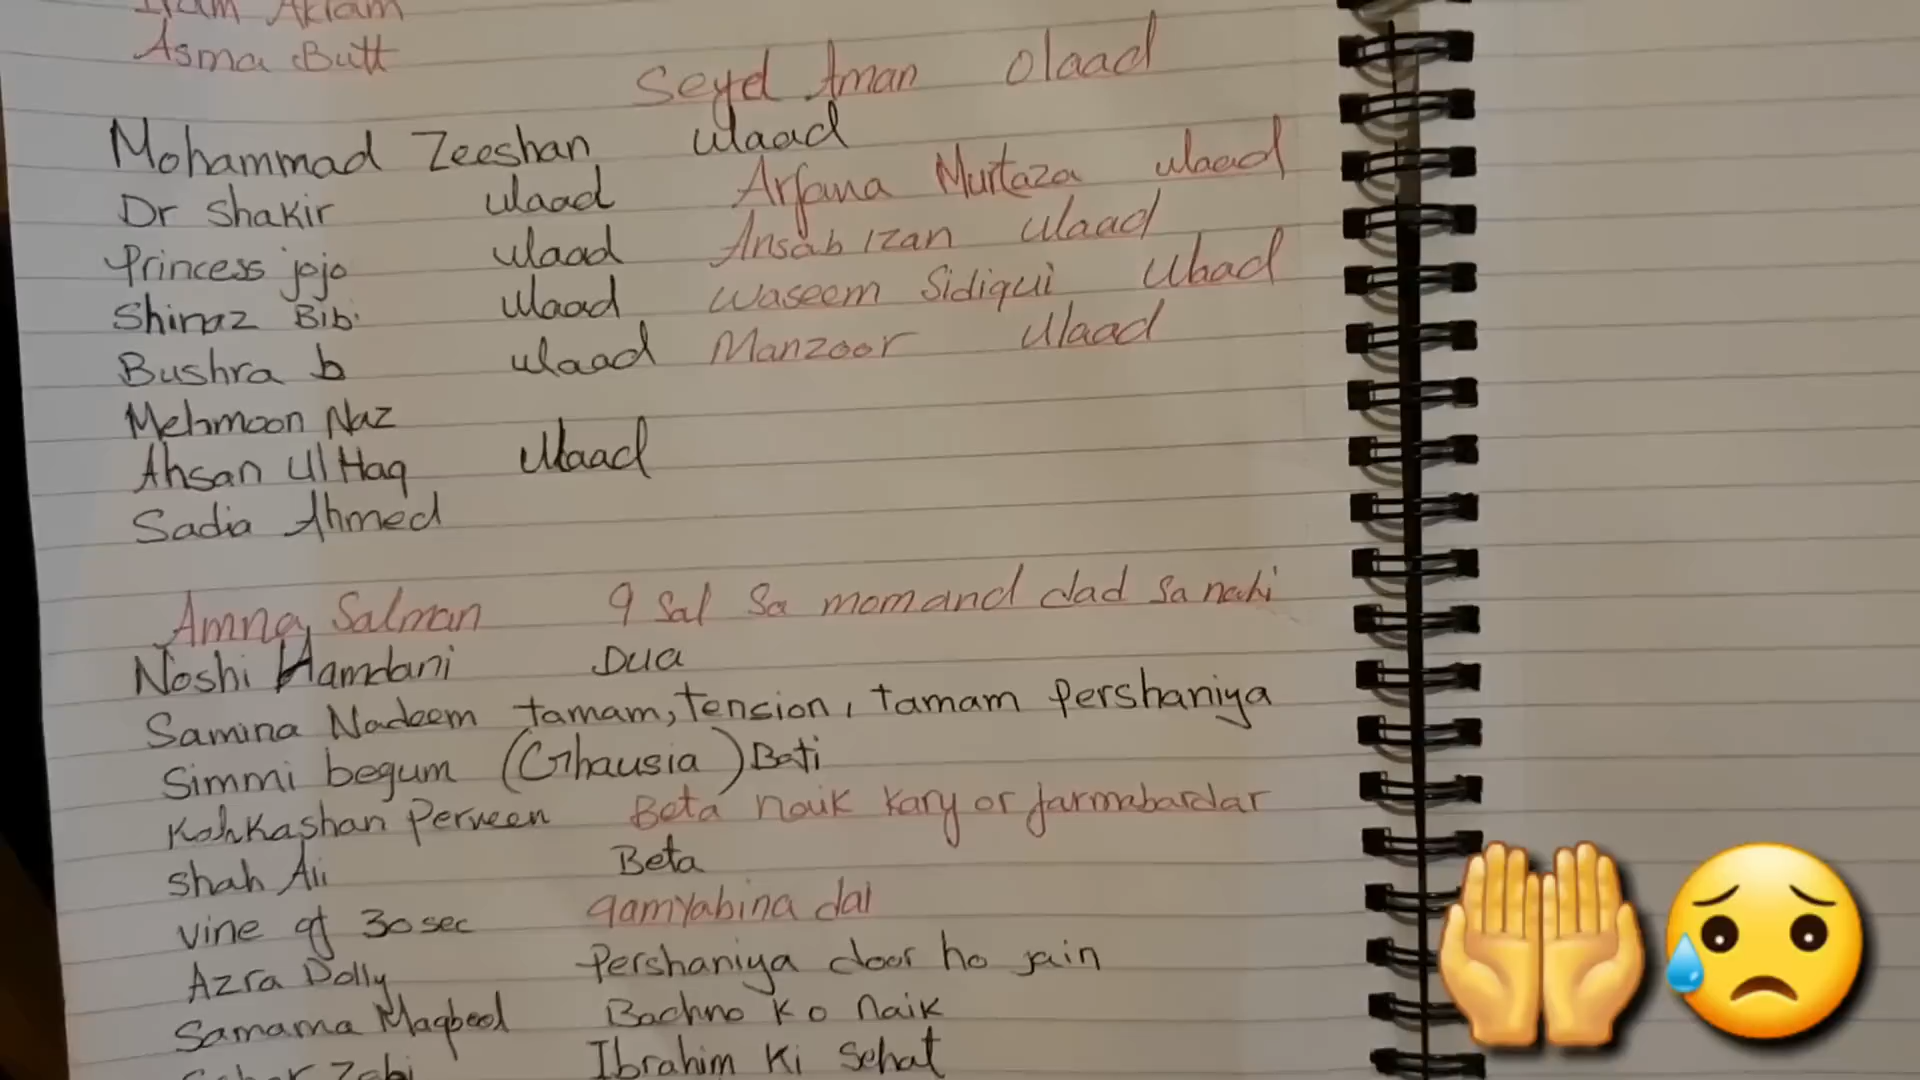 Asma Butt
Seyed Aman olaad
Mohammad Zeeshan ulaad
Dr Shakir ulaad Arfana Murtaza ulaad
Princess jojo ulaad Ansab Izan ulaad
Shiraz Bibi ulaad Waseem Sidiqui Ulaad
Bushra b ulaad Manzoor Ulaad
Mehmoon Naz
Ahsan Ul Haq Ulaad
Sadia Ahmed
Amna Salman 9 Sal Sa mom and dad Sa nahi
Noshi Hamdani Dua
Samina Nadeem tamam, Tension, tamam Pershaniya
Simmi begum (Ghausia) Beti
Kahkashan Perveen Beta naik kary or farmabardar
Shah Ali Beta
vine of 30 sec qamyabina dai
Azra Dolly Pershaniya door ho jain
Samama Maqbool Bachno Ko Naik
Ibrahim Ki Sehat